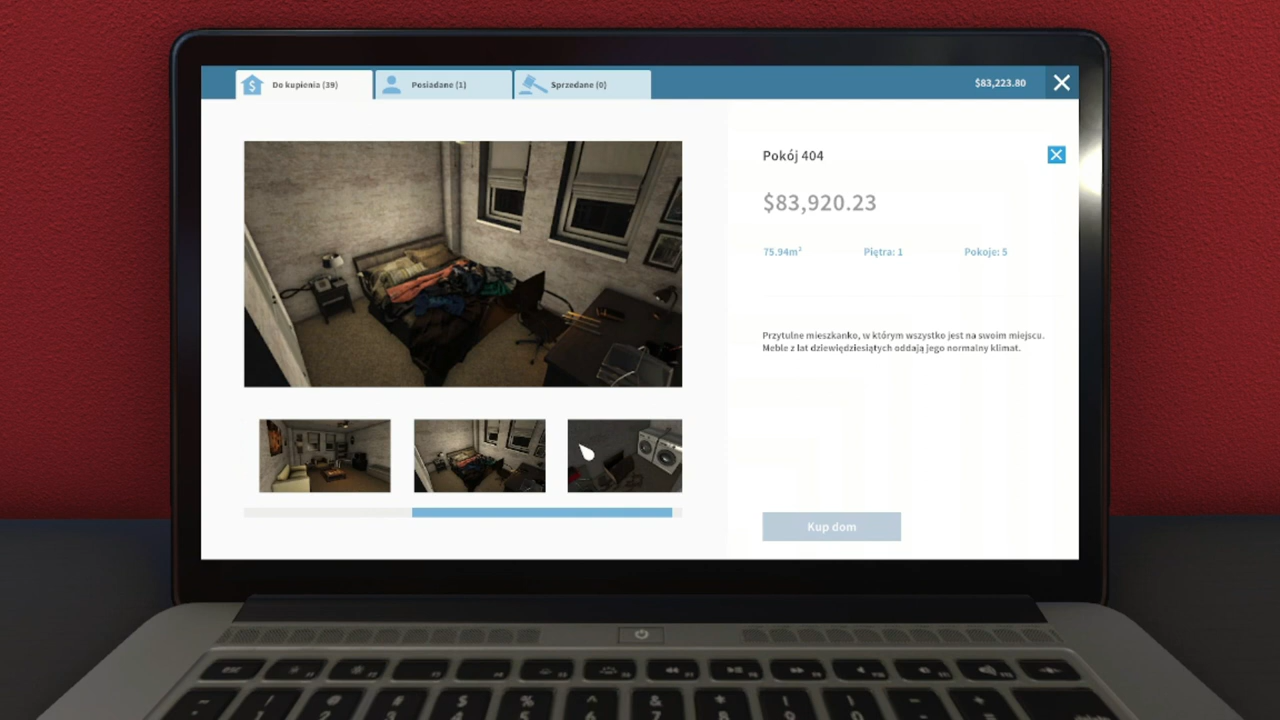 Do kupienia (39)
Posiadane (1)
Sprzedane (0)
$83,223.80
Pokój 404
$83,920.23
75.94m²
Piętra: 1
Pokoje: 5
Przytulne mieszkanko, w którym wszystko jest na swoim miejscu.
Meble z lat dziewiędziesiątych oddają jego normalny klimat.
Kup dom